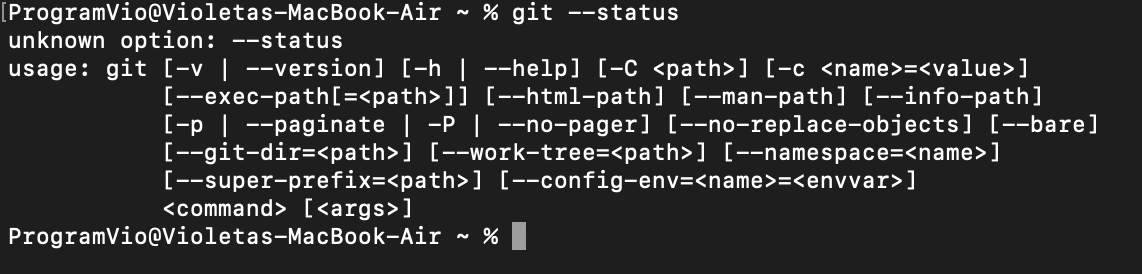 [ProgramVio@Violetas-MacBook-Air ~ % git --status
unknown option: --status
usage: git [-v | --version] [-h | --help] [-C <path>] [-c <name>=<value>]
           [--exec-path[=<path>]] [--html-path] [--man-path] [--info-path]
           [-p | --paginate | -P | --no-pager] [--no-replace-objects] [--bare]
           [--git-dir=<path>] [--work-tree=<path>] [--namespace=<name>]
           [--super-prefix=<path>] [--config-env=<name>=<envvar>]
           <command> [<args>]
ProgramVio@Violetas-MacBook-Air ~ %